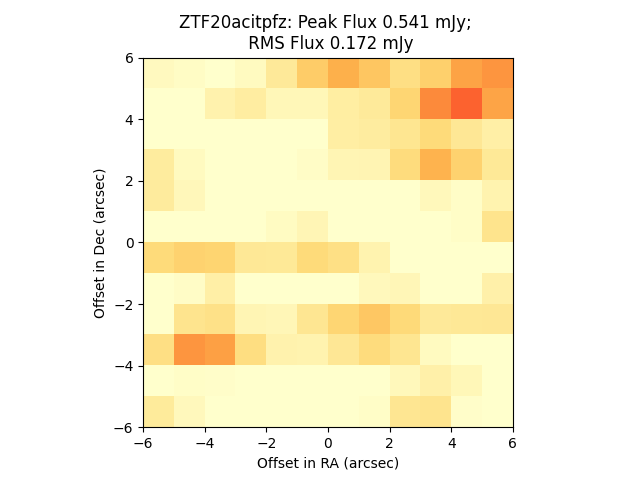 ZTF20acitpfz: Peak Flux 0.541 mJy;
RMS Flux 0.172 mJy
6
4
2
0
−2
−4
−6
Offset in Dec (arcsec)
−6 −4 −2 0 2 4 6
Offset in RA (arcsec)